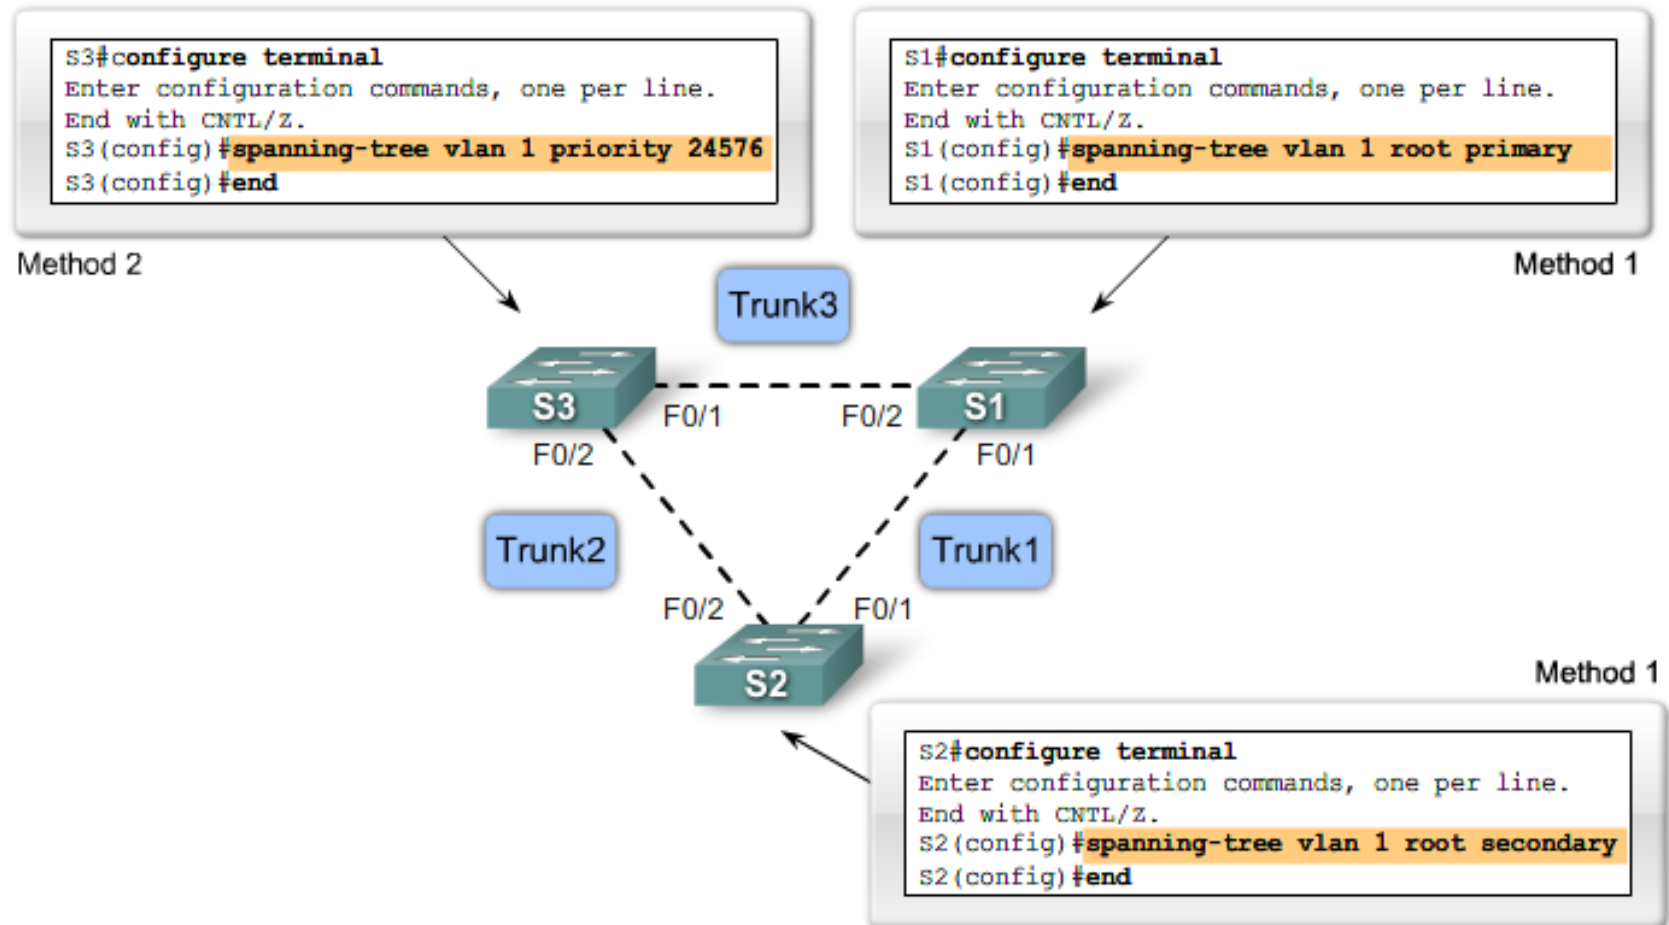 S3#configure terminal
Enter configuration commands, one per line.
End with CNTL/Z.
S3(config)#spanning-tree vlan 1 priority 24576
S3(config)#end
Method 2
S1#configure terminal
Enter configuration commands, one per line.
End with CNTL/Z.
S1(config)#spanning-tree vlan 1 root primary
S1(config)#end
Method 1
Trunk3
S3
F0/1
F0/2
S1
F0/2
F0/1
Trunk2
Trunk1
F0/2
F0/1
S2
Method 1
S2#configure terminal
Enter configuration commands, one per line.
End with CNTL/Z.
S2(config)#spanning-tree vlan 1 root secondary
S2(config)#end